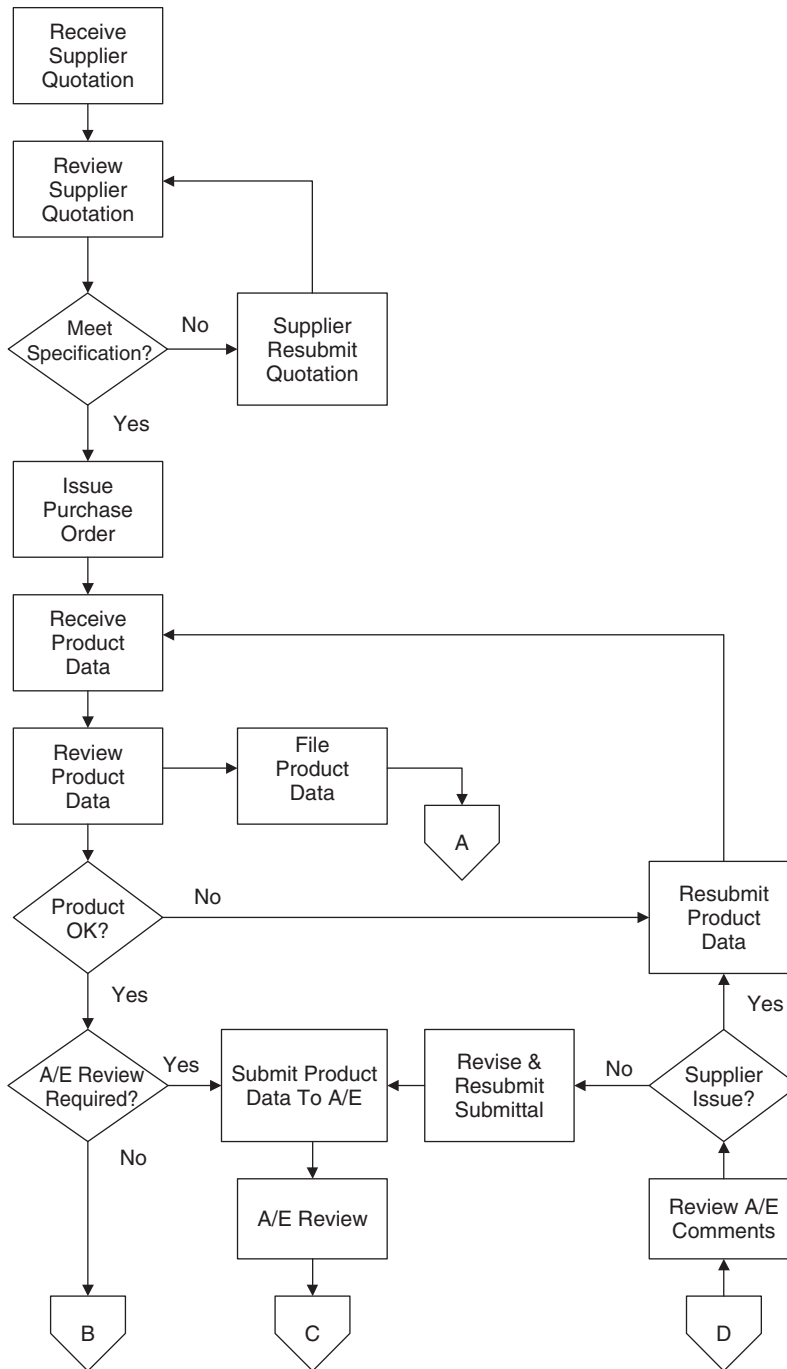 Receive
Supplier
Quotation
Review
Supplier
Quotation
Meet
Specification?
No
Supplier
Resubmit
Quotation
Yes
Issue
Purchase
Order
Receive
Product
Data
Review
Product
Data
File
Product
Data
A
Product
OK?
No
Resubmit
Product
Data
Yes
Yes
A/E Review
Required?
Yes
Submit Product
Data To A/E
Revise &
Resubmit
Submittal
No
Supplier
Issue?
No
A/E Review
Review A/E
Comments
B
C
D